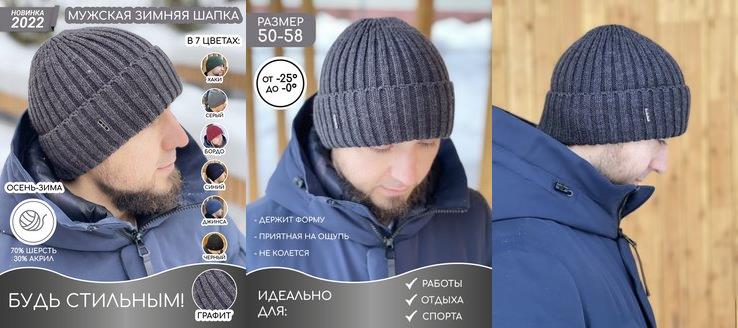 НОВИНКА
2022
МУЖСКАЯ ЗИМНЯЯ ШАПКА
В 7 ЦВЕТАХ:
ХАКИ
СЕРЫЙ
БОРДО
СИНИЙ
ДЖИНСА
ЧЕРНЫЙ
ОСЕНЬ-ЗИМА
70% ШЕРСТЬ
30% АКРИЛ
БУДЬ СТИЛЬНЫМ!
ГРАФИТ
РАЗМЕР
50-58
ОТ -25°
ДО -0°
- ДЕРЖИТ ФОРМУ
- ПРИЯТНАЯ НА ОЩУПЬ
- НЕ КОЛЕТСЯ
ИДЕАЛЬНО
ДЛЯ:
РАБОТЫ
ОТДЫХА
СПОРТА